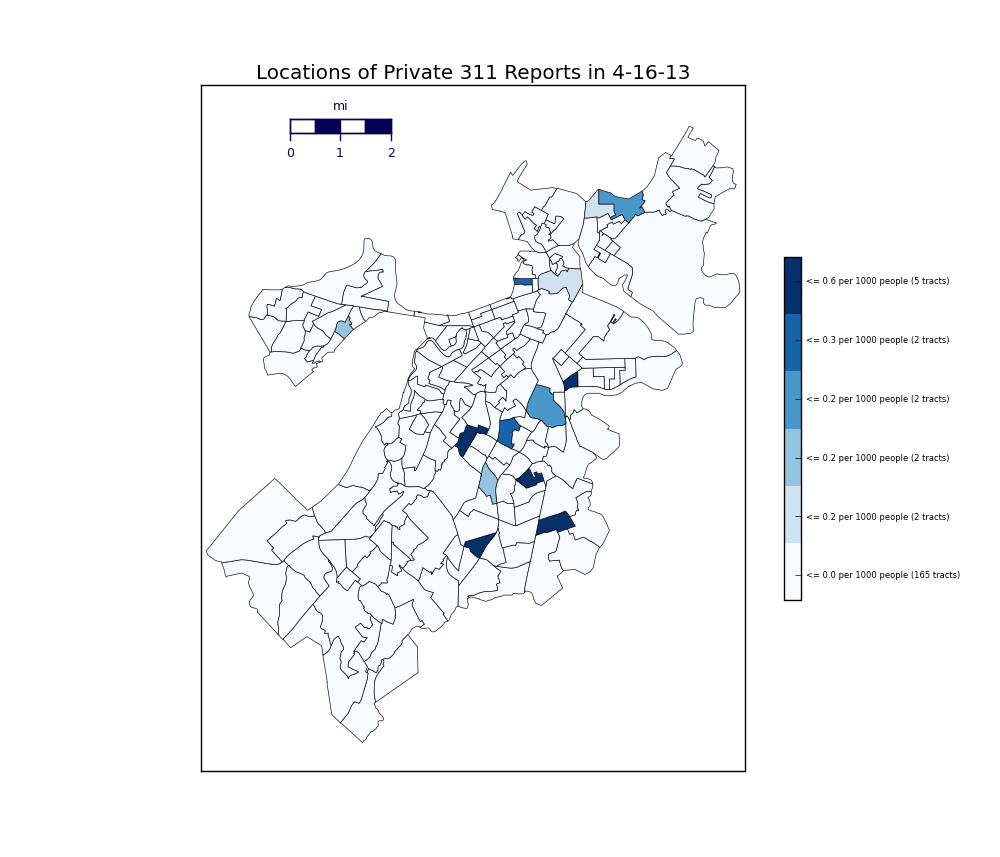 Locations of Private 311 Reports in 4-16-13
mi
0 1 2
<= 0.6 per 1000 people (5 tracts)
<= 0.3 per 1000 people (2 tracts)
<= 0.2 per 1000 people (2 tracts)
<= 0.2 per 1000 people (2 tracts)
<= 0.2 per 1000 people (2 tracts)
<= 0.0 per 1000 people (165 tracts)